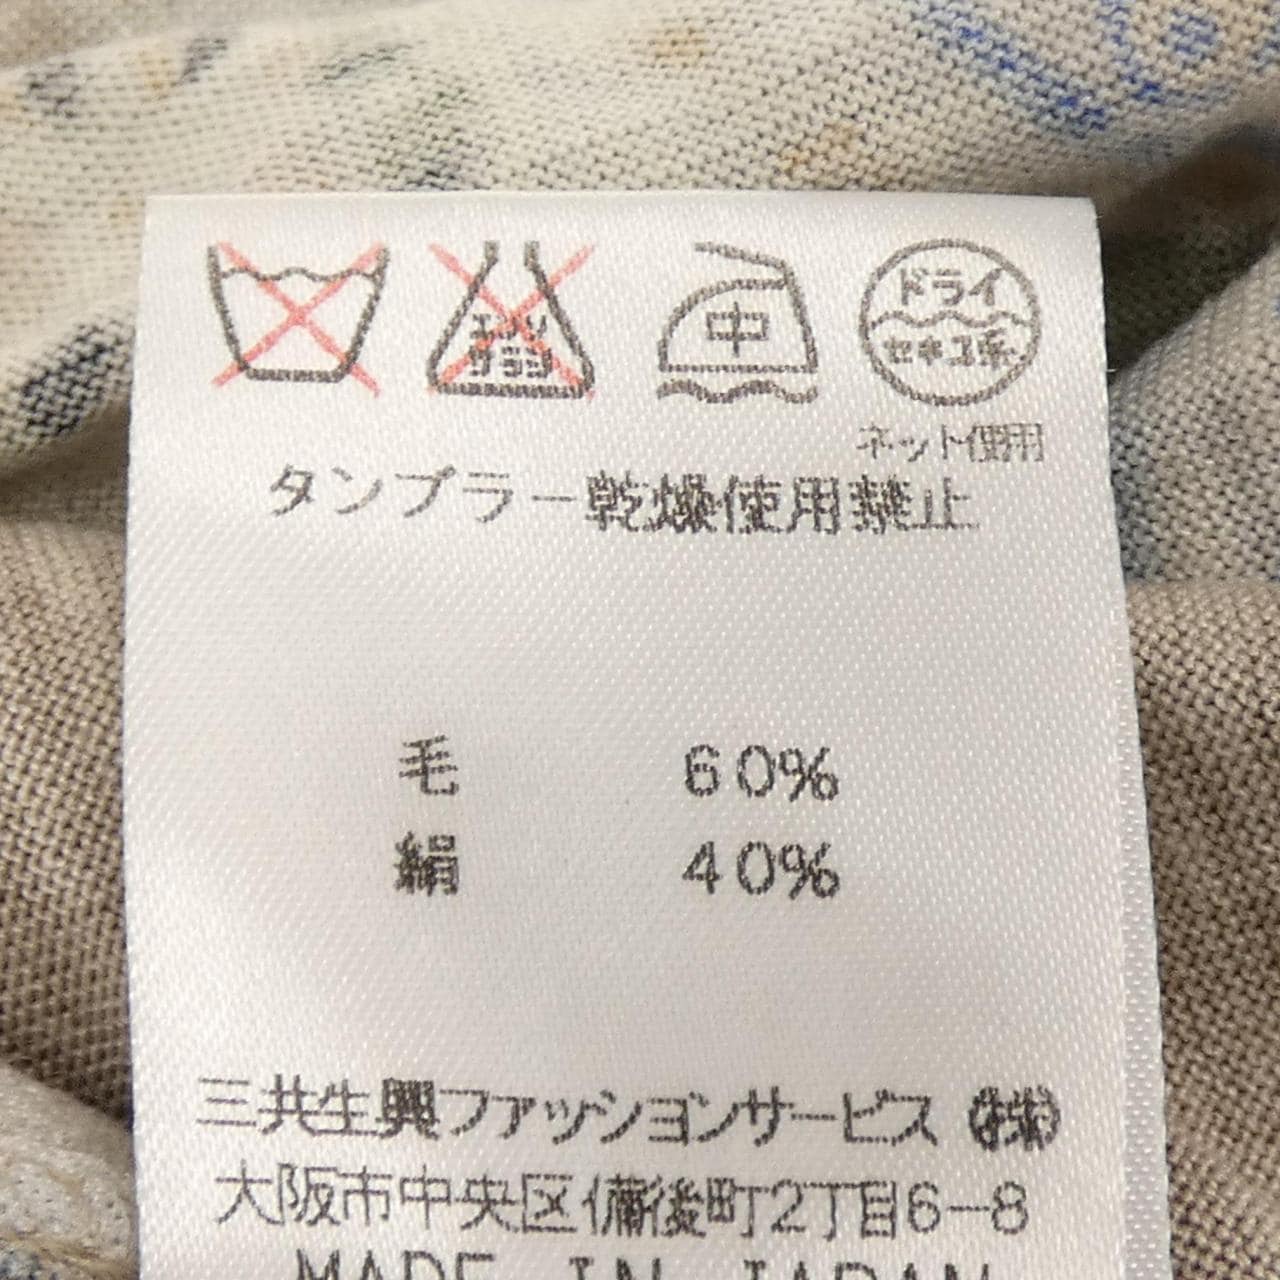 エンソサラシ 中 ドライ
セキユ系
ネット使用
タンブラー乾燥使用禁止
毛 60%
絹 40%
三共生興ファッションサービス㈱
大阪市中央区備後町2丁目6-8
MADE IN JAPAN